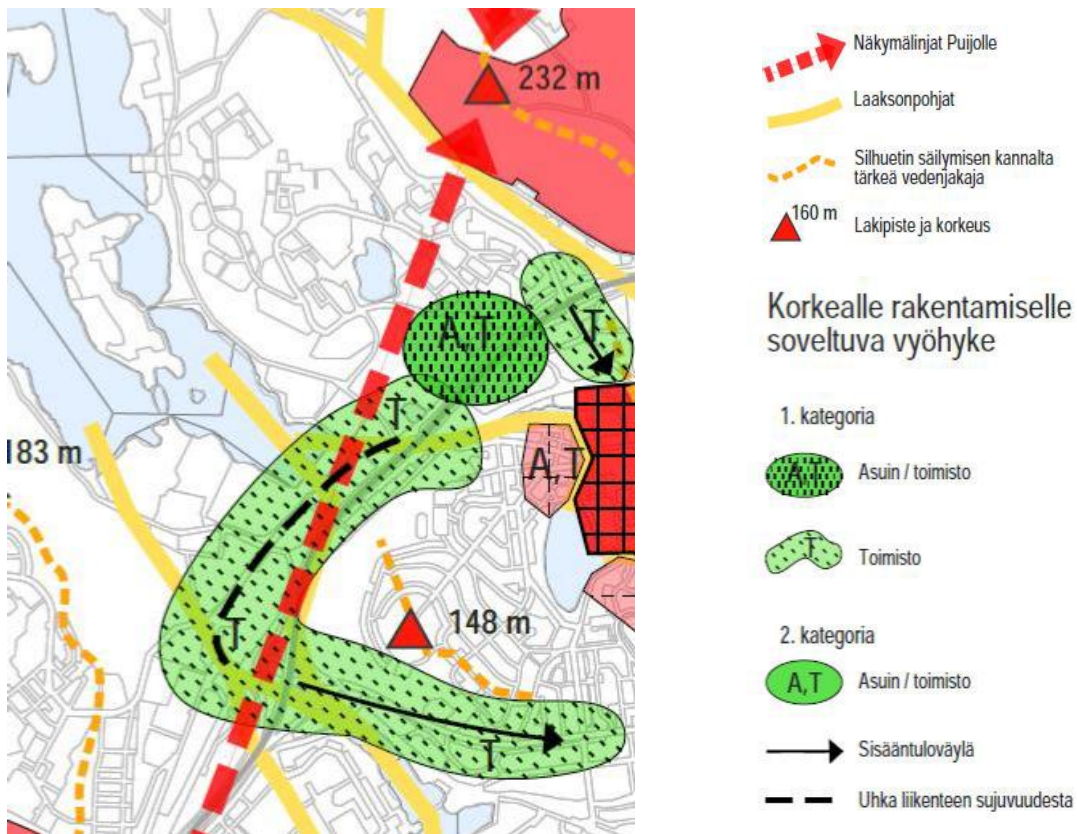 232 m
A,T
T
T
183 m
A, T
T
148 m
T
Näkymälinjat Puijolle
Laaksonpohjat
Silhuetin säilymisen kannalta
tärkeä vedenjakaja
160 m
Lakipiste ja korkeus
Korkealle rakentamiselle
soveltuva vyöhyke
1. kategoria
A,T
Asuin / toimisto
T
Toimisto
2. kategoria
A,T
Asuin / toimisto
Sisääntuloväylä
Uhka liikenteen sujuvuudesta